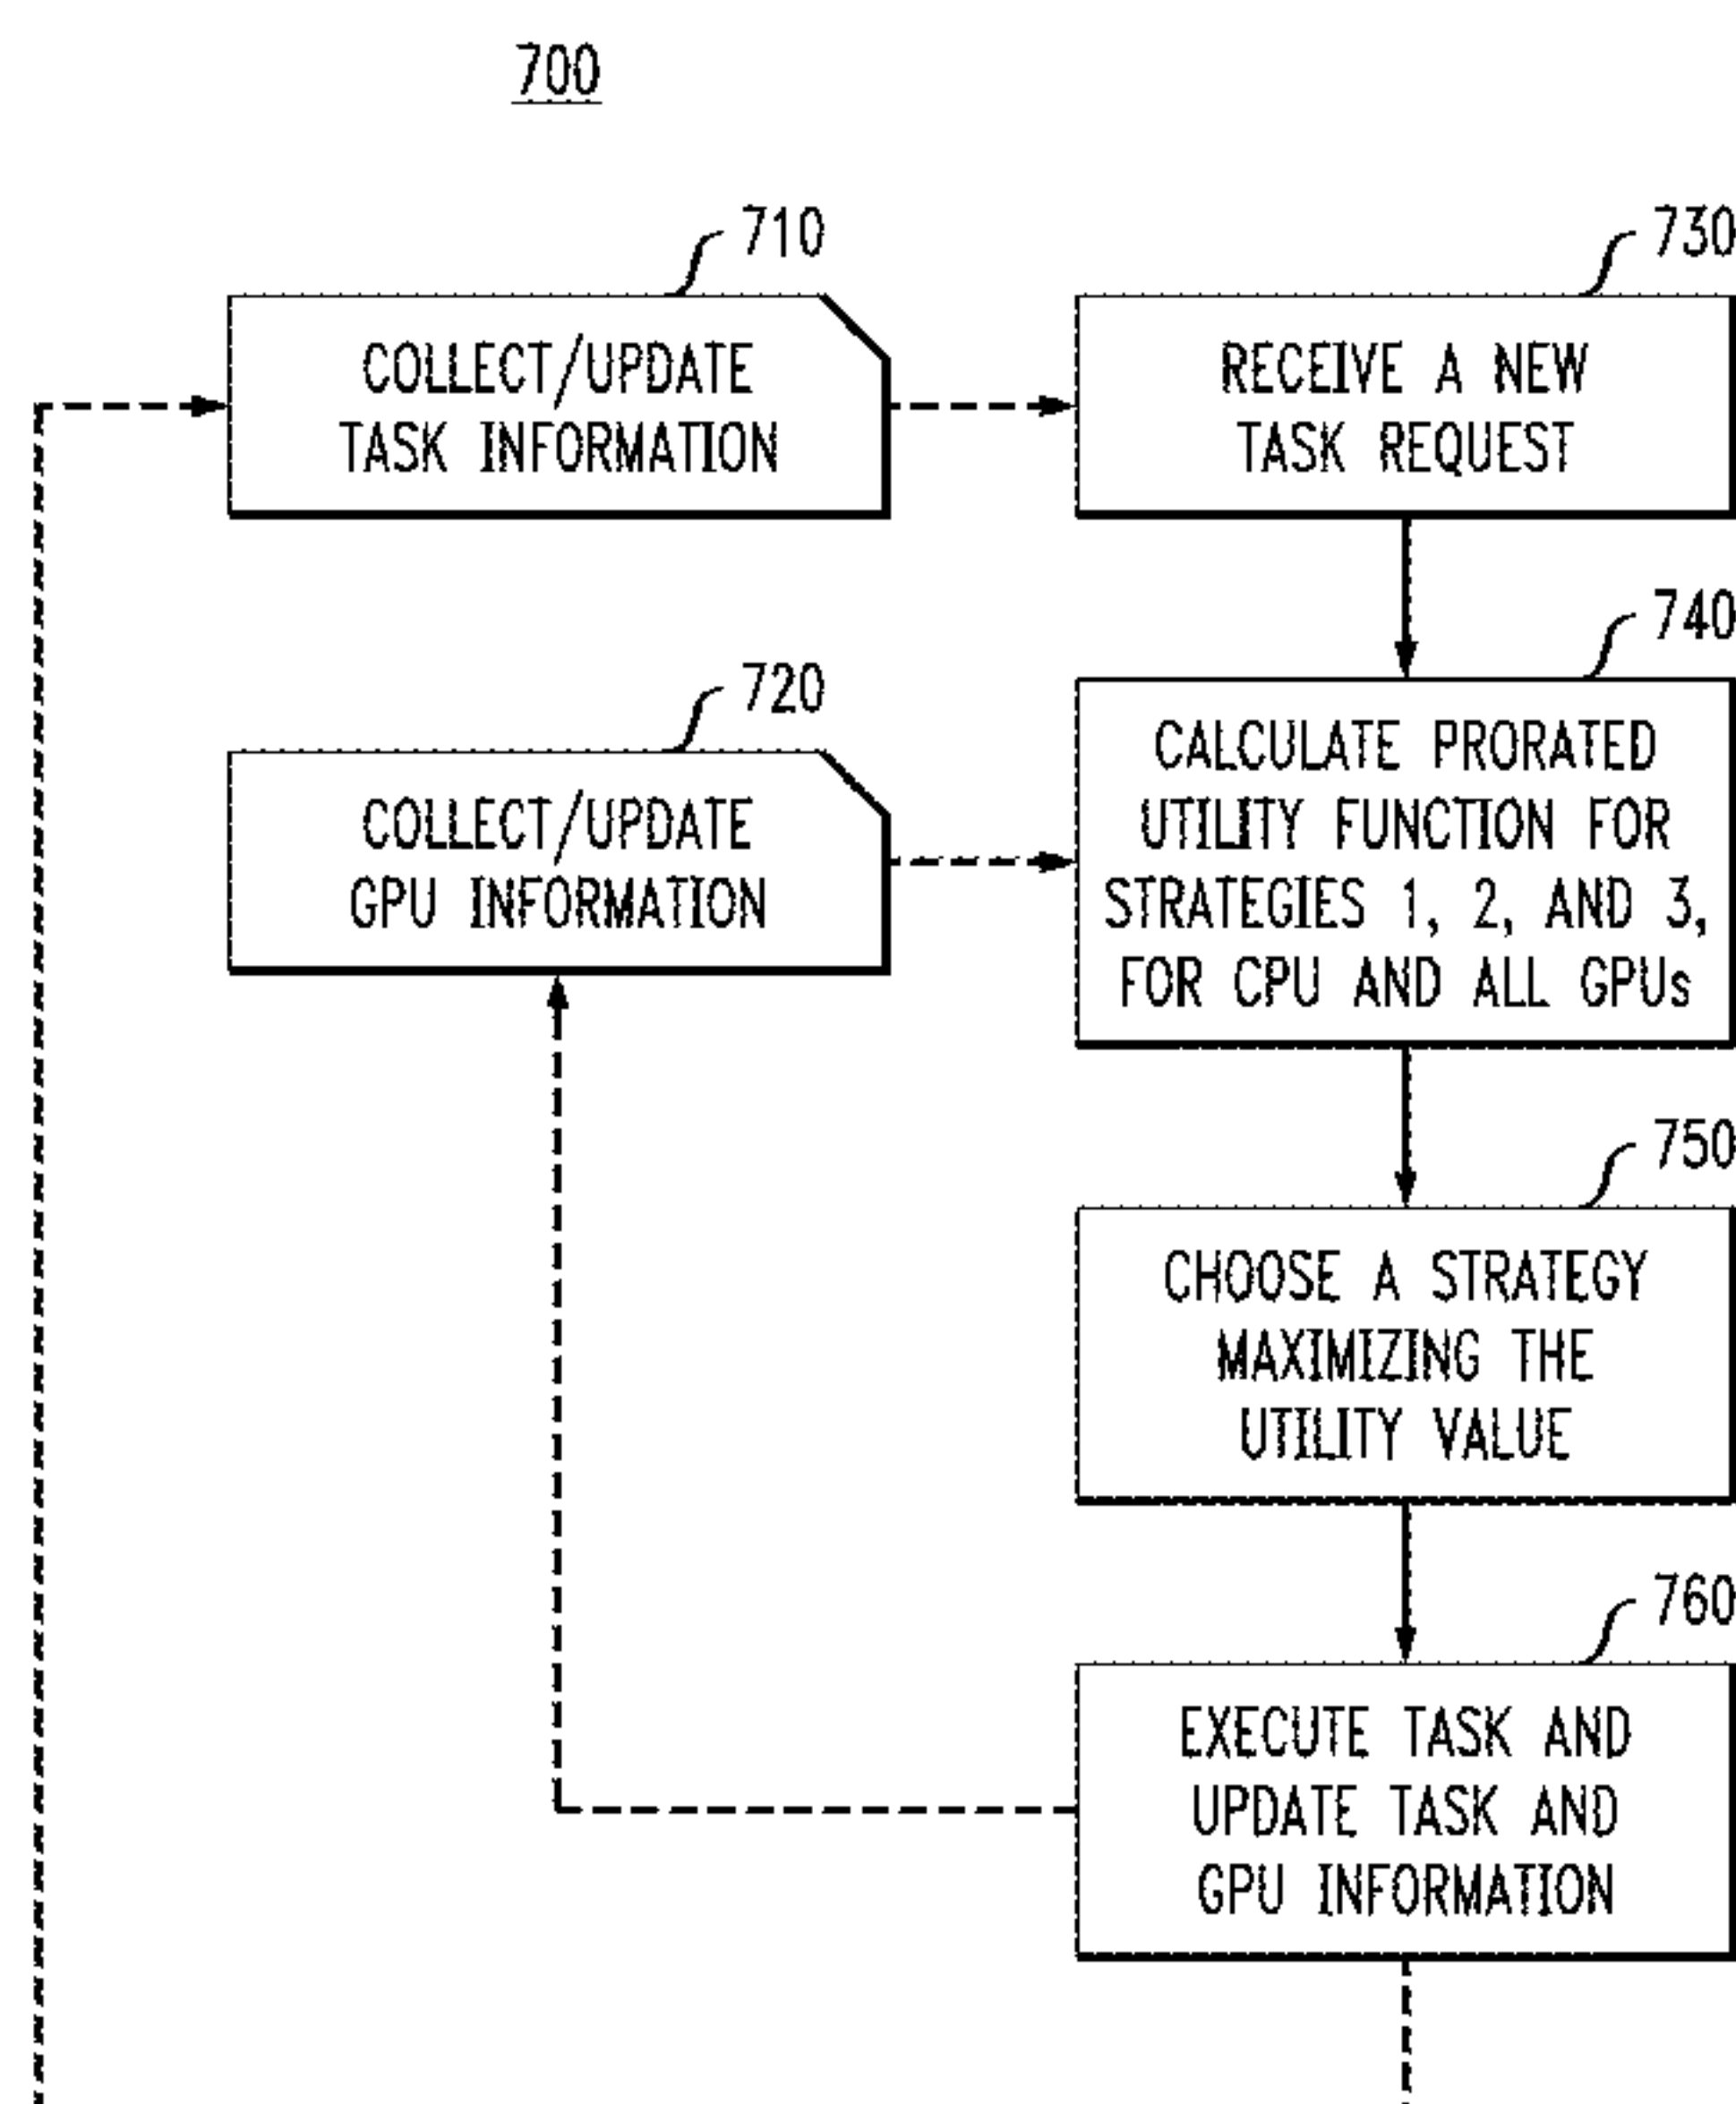 700
710
COLLECT/UPDATE
TASK INFORMATION
730
RECEIVE A NEW
TASK REQUEST
720
COLLECT/UPDATE
GPU INFORMATION
740
CALCULATE PRORATED
UTILITY FUNCTION FOR
STRATEGIES 1, 2, AND 3,
FOR CPU AND ALL GPUs
750
CHOOSE A STRATEGY
MAXIMIZING THE
UTILITY VALUE
760
EXECUTE TASK AND
UPDATE TASK AND
GPU INFORMATION